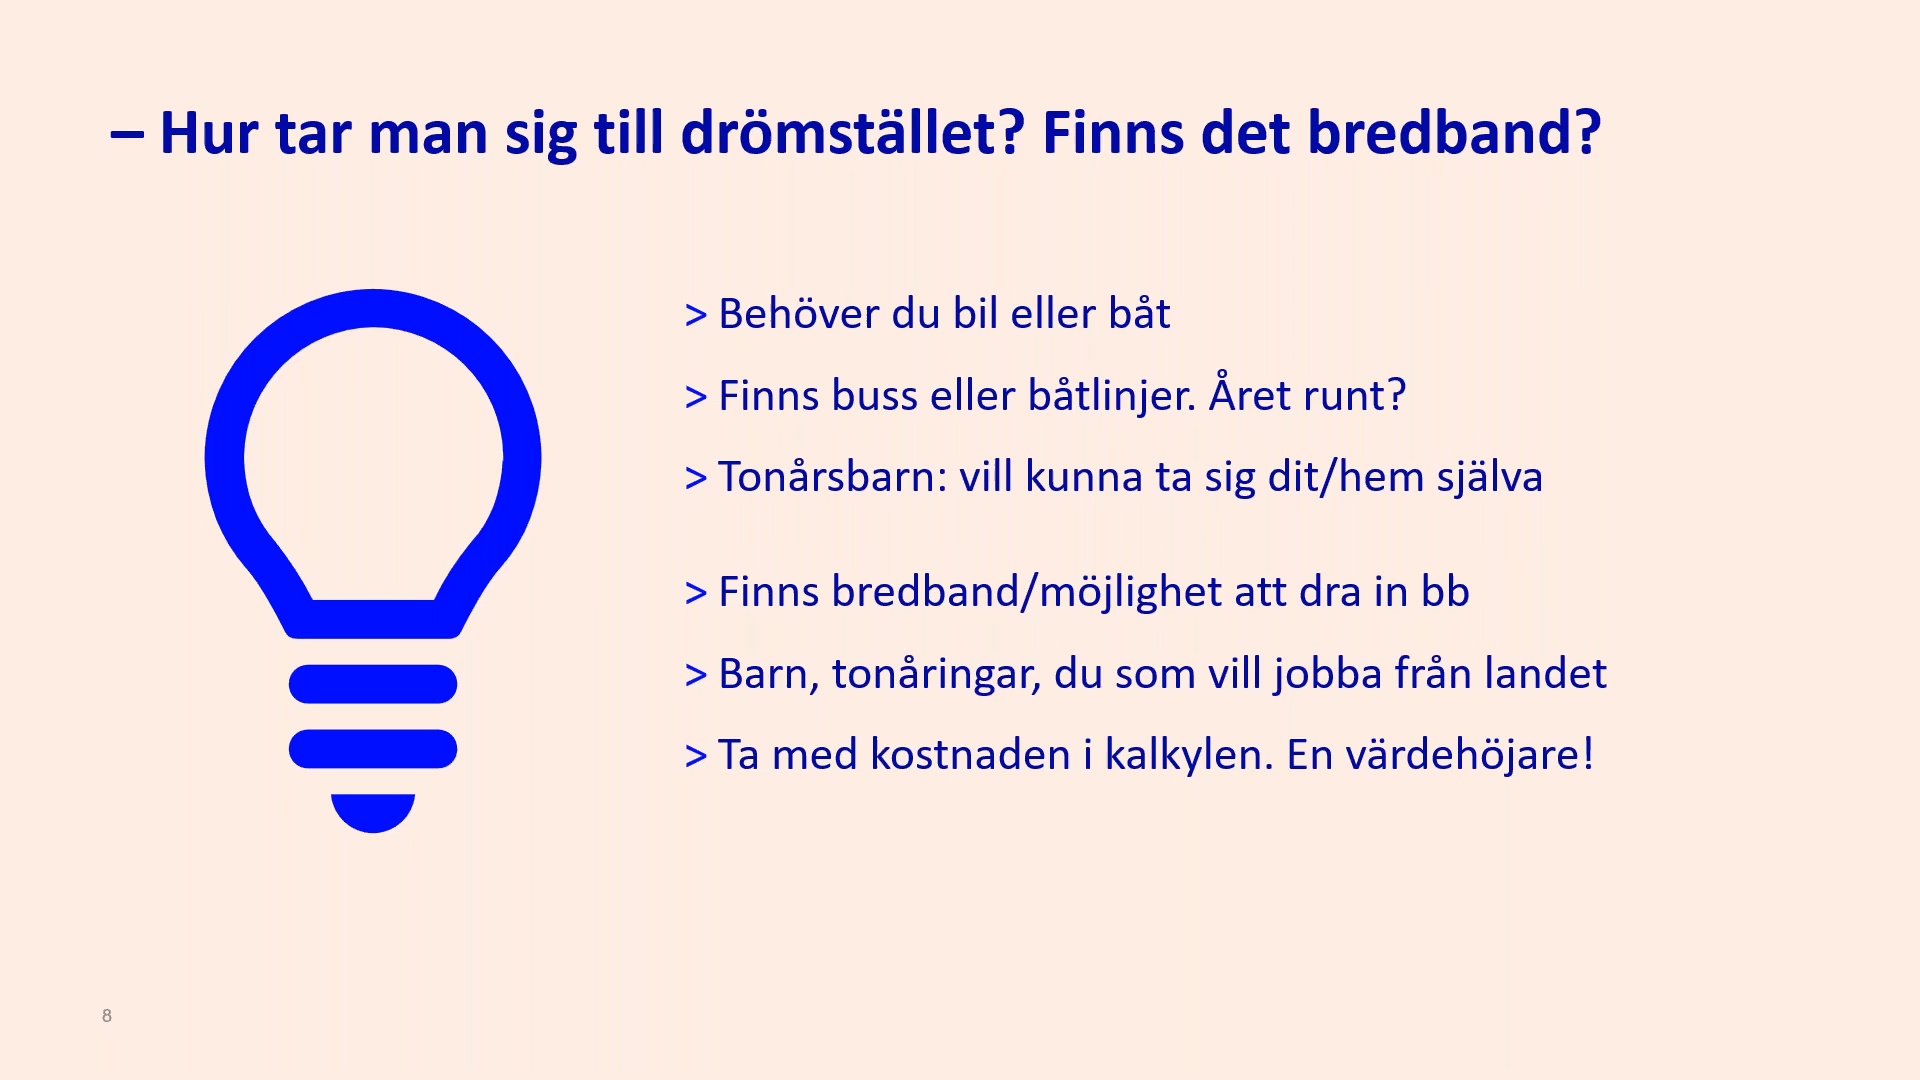 – Hur tar man sig till drömstället? Finns det bredband?
> Behöver du bil eller båt
> Finns buss eller båtlinjer. Året runt?
> Tonårsbarn: vill kunna ta sig dit/hem själva
> Finns bredband/möjlighet att dra in bb
> Barn, tonåringar, du som vill jobba från landet
> Ta med kostnaden i kalkylen. En värdehöjare!
8